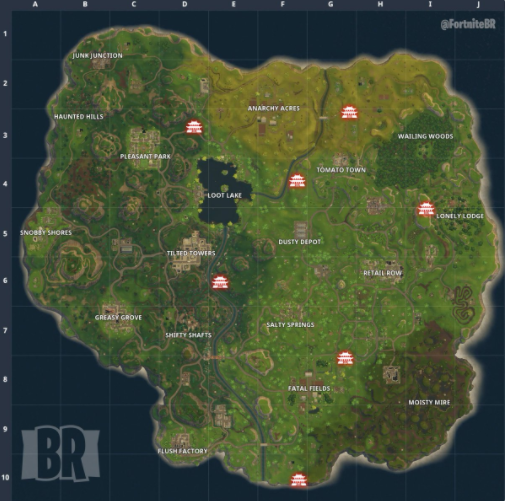 A B C D E F G H I J
@FortniteBR
1
JUNK JUNCTION
2
ANARCHY ACRES
HAUNTED HILLS
3
WAILING WOODS
PLEASANT PARK
TOMATO TOWN
4
LOOT LAKE
LONELY LODGE
SNOBBY SHORES
5
DUSTY DEPOT
TILTED TOWERS
RETAIL ROW
6
GREASY GROVE
SALTY SPRINGS
7
SHIFTY SHAFTS
8
FATAL FIELDS
MOISTY MIRE
9
FLUSH FACTORY
BR
10